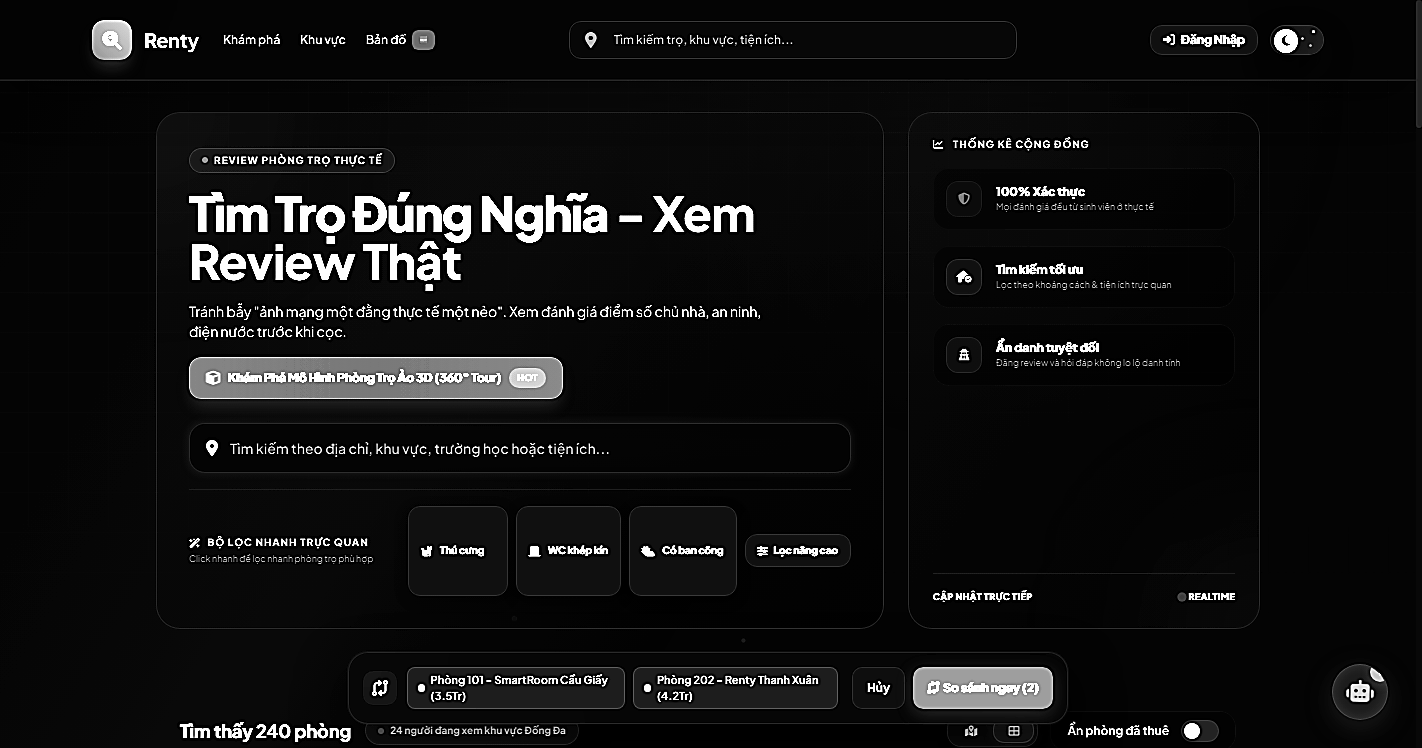 Renty
Khám phá
Khu vực
Bản đồ
Tìm kiếm trọ, khu vực, tiện ích...
Đăng Nhập
REVIEW PHÒNG TRỌ THỰC TẾ
Tìm Trọ Đúng Nghĩa – Xem
Review Thật
Tránh bẫy "ảnh mạng một đằng thực tế một nẻo". Xem đánh giá điểm số chủ nhà, an ninh,
điện nước trước khi cọc.
Khám Phá Mô Hình Phòng Trọ Ảo 3D (360° Tour) HOT
Tìm kiếm theo địa chỉ, khu vực, trường học hoặc tiện ích...
BỘ LỌC NHANH TRỰC QUAN
Click nhanh để lọc nhanh phòng trọ phù hợp
Thú cưng
WC khép kín
Có ban công
Lọc nâng cao
THỐNG KÊ CỘNG ĐỒNG
100% Xác thực
Mọi đánh giá đều từ sinh viên ở thực tế
Tìm kiếm tối ưu
Lọc theo khoảng cách & tiện ích trực quan
Ẩn danh tuyệt đối
Đăng review và hỏi đáp không lo lộ danh tính
CẬP NHẬT TRỰC TIẾP
REALTIME
Phòng 101 - SmartRoom Cầu Giấy
(3.5Tr)
Phòng 202 - Renty Thanh Xuân
(4.2Tr)
Hủy
So sánh ngay (2)
Tìm thấy 240 phòng
24 người đang xem khu vực Đống Đa
Ẩn phòng đã thuê